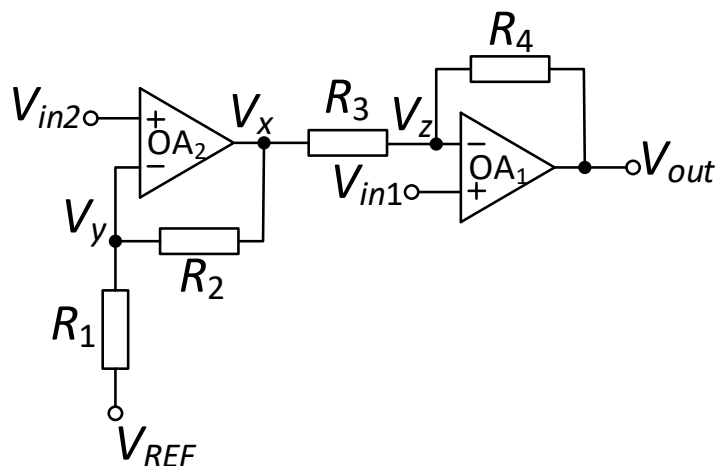 R4
Vin2
+
OA2
−
Vx
R3
Vz
−
OA1
+
Vin1
Vout
Vy
R2
R1
VREF